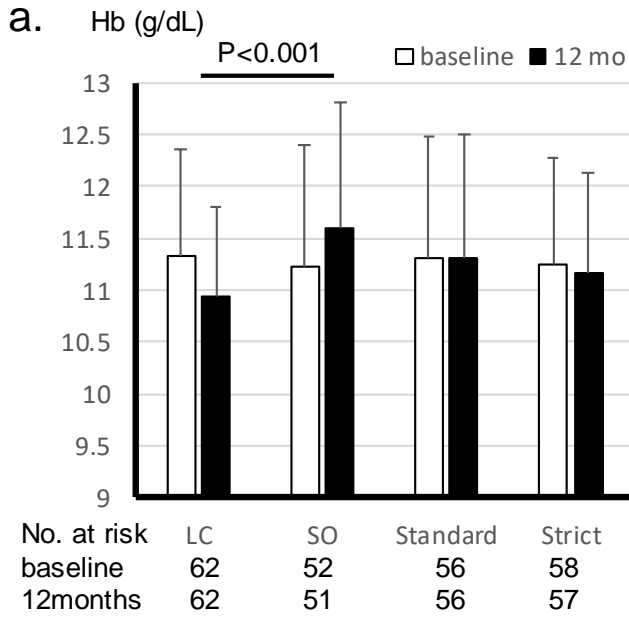 a. Hb (g/dL)
P<0.001
baseline 12 mo
13
12.5
12
11.5
11
10.5
10
9.5
9
No. at risk LC SO Standard Strict
baseline 62 52 56 58
12months 62 51 56 57